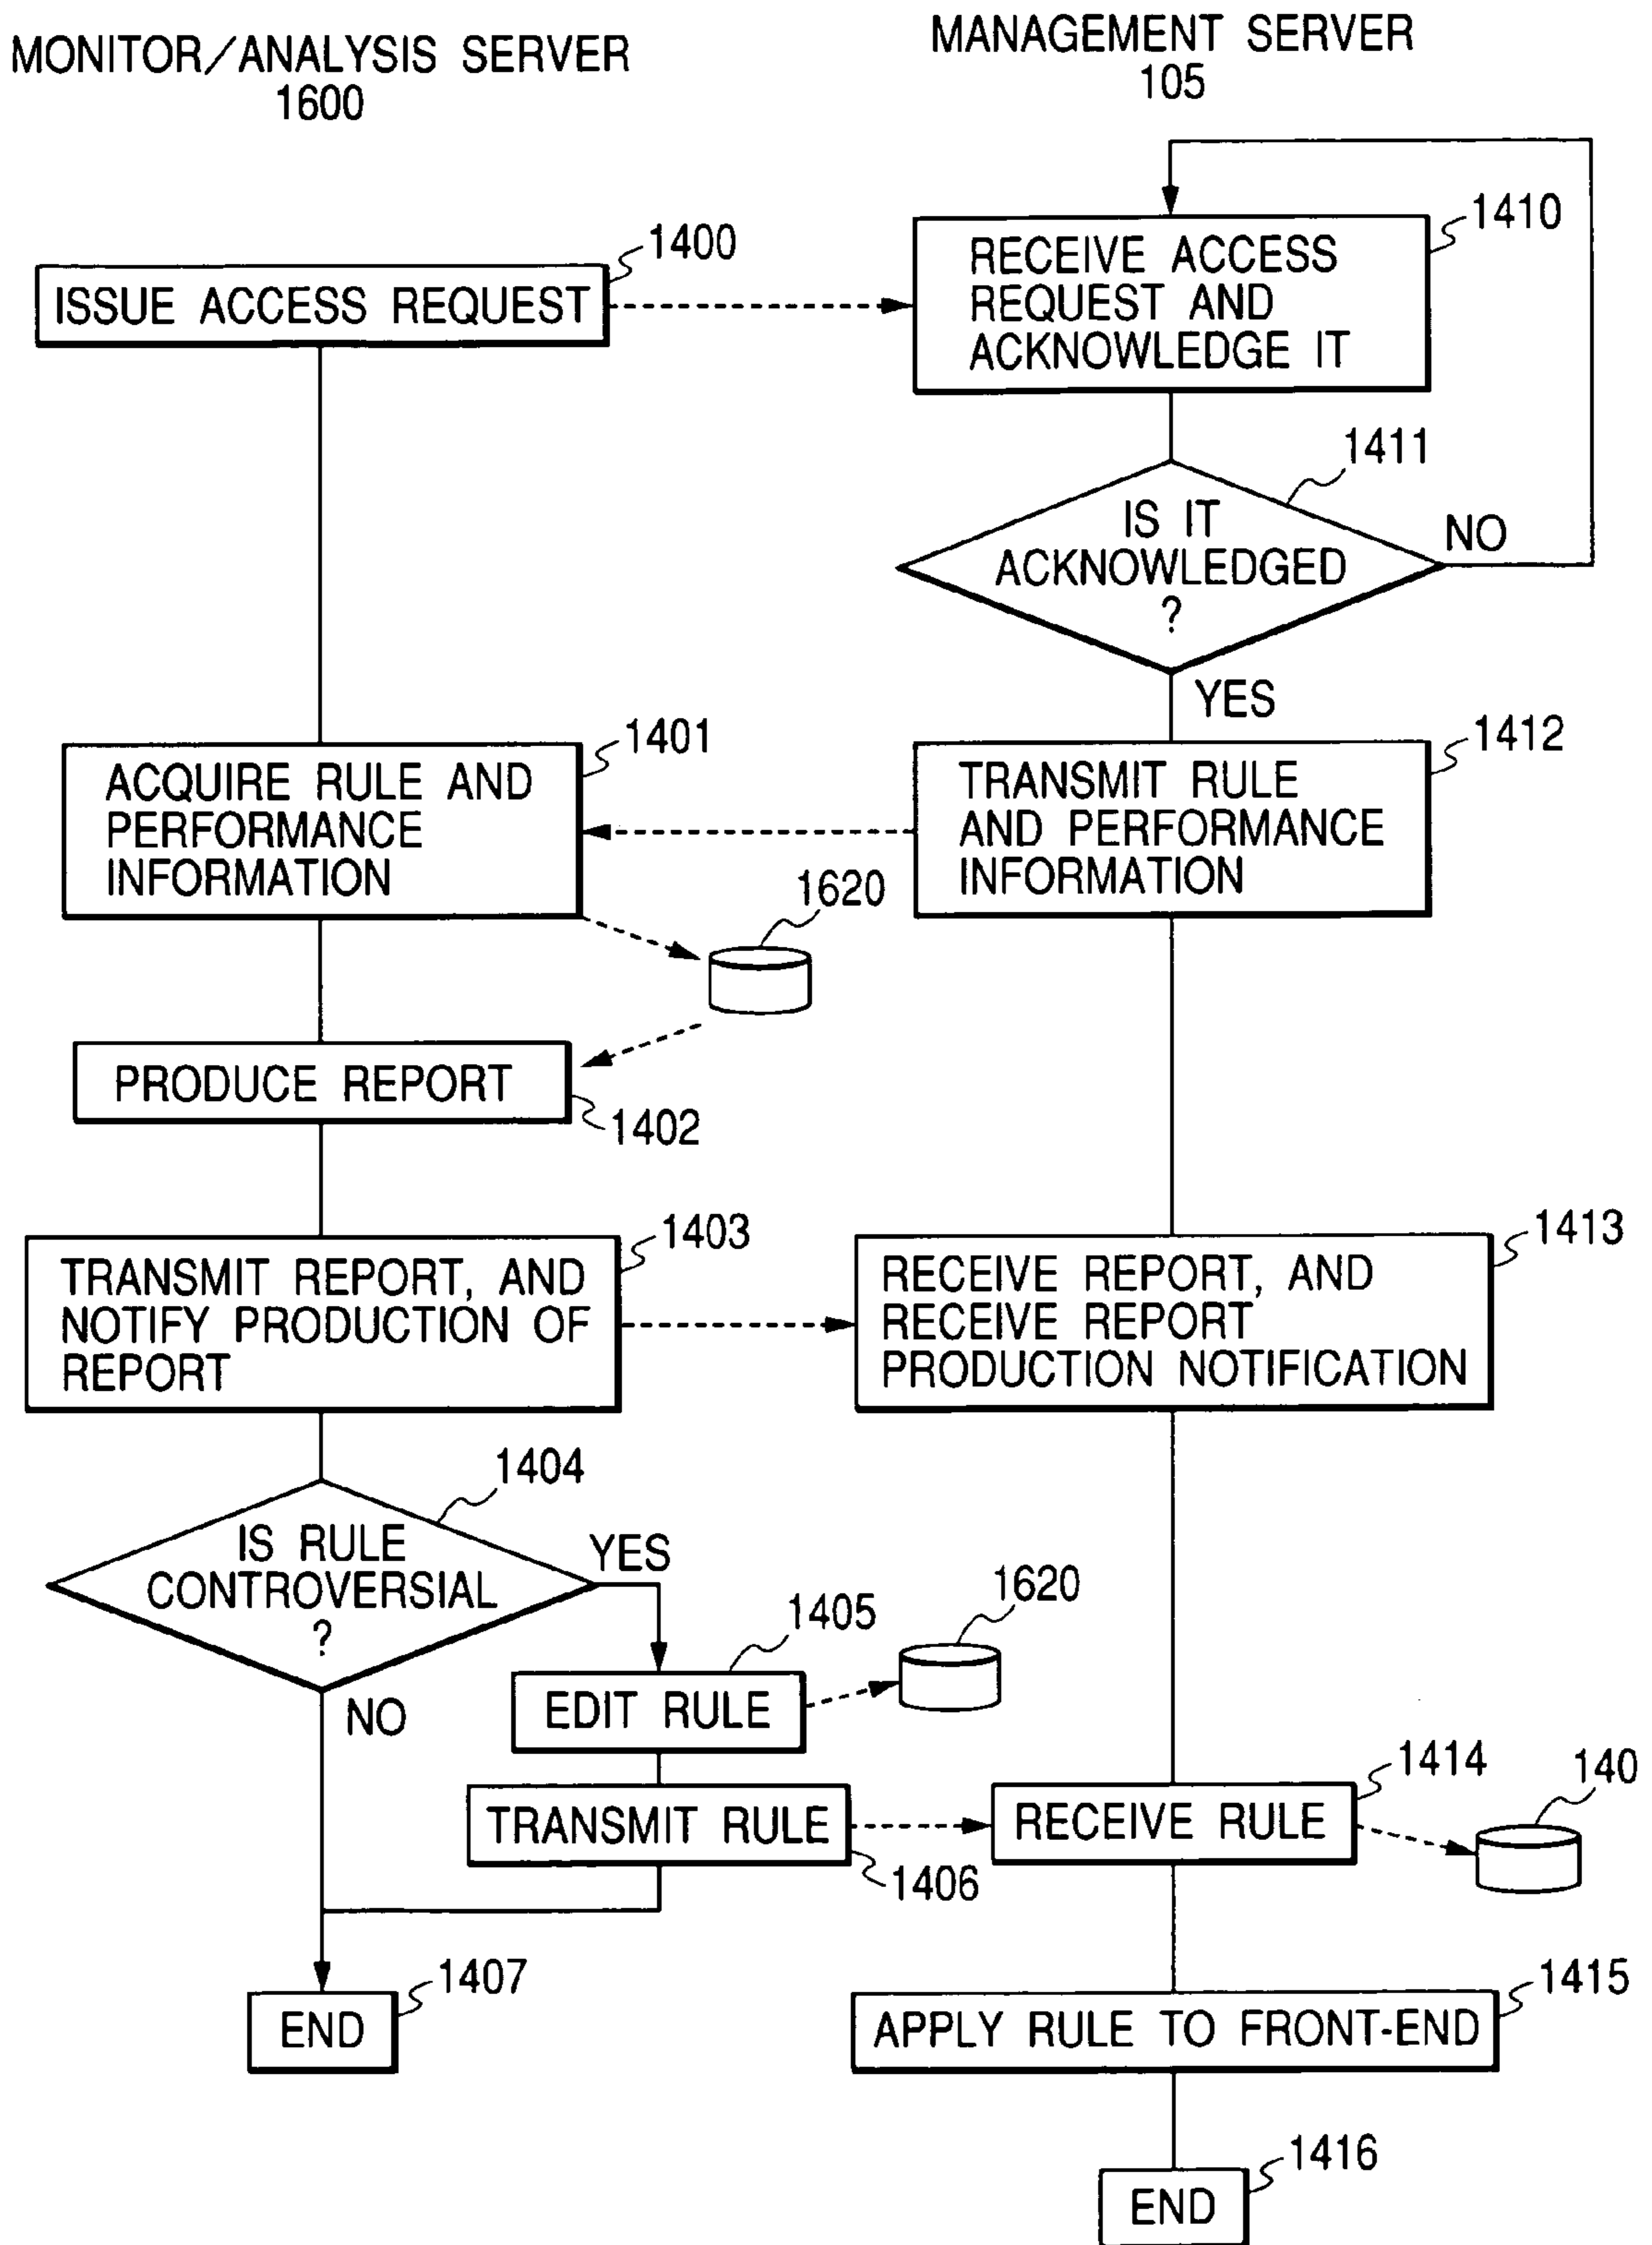 MONITOR/ANALYSIS SERVER
1600
MANAGEMENT SERVER
105
1400
ISSUE ACCESS REQUEST
1410
RECEIVE ACCESS
REQUEST AND
ACKNOWLEDGE IT
1411
IS IT
ACKNOWLEDGED
?
NO
YES
1401
ACQUIRE RULE AND
PERFORMANCE
INFORMATION
1412
TRANSMIT RULE
AND PERFORMANCE
INFORMATION
1620
PRODUCE REPORT
1402
1403
TRANSMIT REPORT, AND
NOTIFY PRODUCTION OF
REPORT
1413
RECEIVE REPORT, AND
RECEIVE REPORT
PRODUCTION NOTIFICATION
1404
IS RULE
CONTROVERSIAL
?
YES
NO
1405
EDIT RULE
1620
TRANSMIT RULE
1406
1414
RECEIVE RULE
140
1407
END
1415
APPLY RULE TO FRONT-END
1416
END